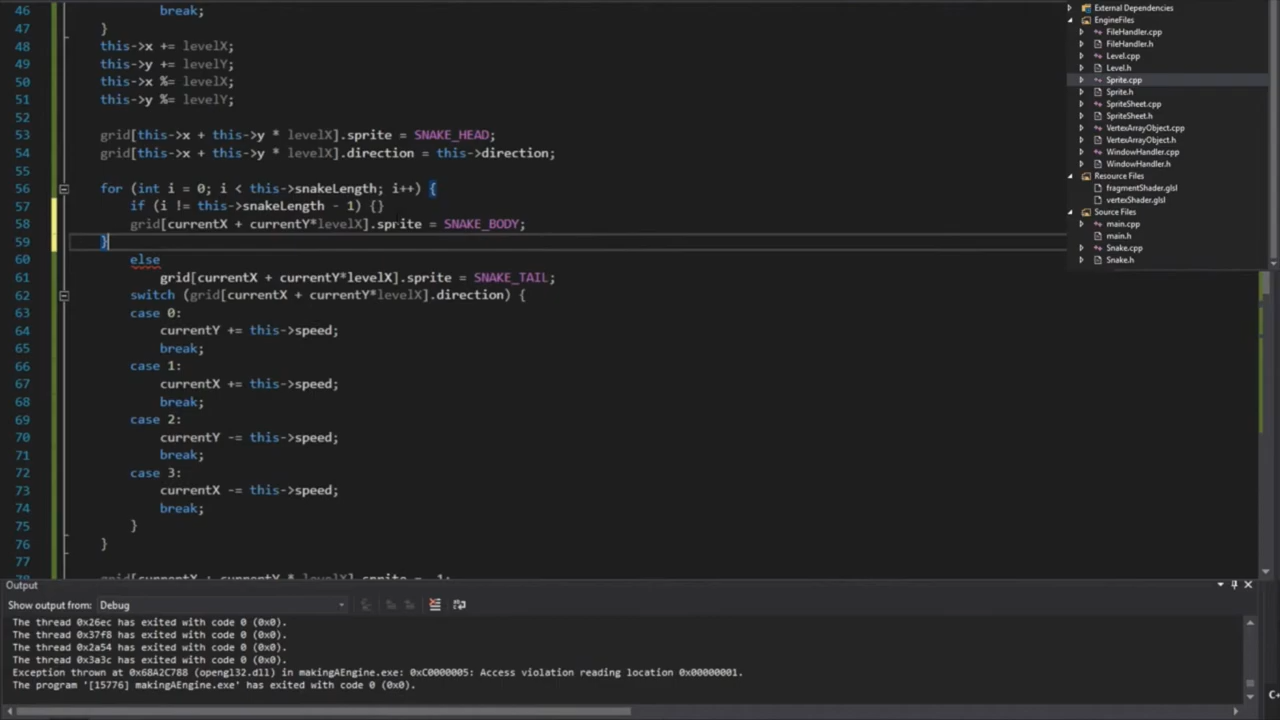 46 break;
47 }
48 this->x += levelX;
49 this->y += levelY;
50 this->x %= levelX;
51 this->y %= levelY;
52
53 grid[this->x + this->y * levelX].sprite = SNAKE_HEAD;
54 grid[this->x + this->y * levelX].direction = this->direction;
55
56 for (int i = 0; i < this->snakeLength; i++) {
57 if (i != this->snakeLength - 1) {}
58 grid[currentX + currentY*levelX].sprite = SNAKE_BODY;
59 }
60 else
61 grid[currentX + currentY*levelX].sprite = SNAKE_TAIL;
62 switch (grid[currentX + currentY*levelX].direction) {
63 case 0:
64 currentY += this->speed;
65 break;
66 case 1:
67 currentX += this->speed;
68 break;
69 case 2:
70 currentY -= this->speed;
71 break;
72 case 3:
73 currentX -= this->speed;
74 break;
75 }
76 }
77
External Dependencies
EngineFiles
FileHandler.cpp
FileHandler.h
Level.cpp
Level.h
Sprite.cpp
Sprite.h
SpriteSheet.cpp
SpriteSheet.h
VertexArrayObject.cpp
VertexArrayObject.h
WindowHandler.cpp
WindowHandler.h
Resource Files
fragmentShader.glsl
vertexShader.glsl
Source Files
main.cpp
main.h
Snake.cpp
Snake.h
Output
Show output from: Debug
The thread 0x26ec has exited with code 0 (0x0).
The thread 0x37f8 has exited with code 0 (0x0).
The thread 0x2a54 has exited with code 0 (0x0).
The thread 0x3a3c has exited with code 0 (0x0).
Exception thrown at 0x68A2C788 (opengl32.dll) in makingAEngine.exe: 0xC0000005: Access violation reading location 0x00000001.
The program '[15776] makingAEngine.exe' has exited with code 0 (0x0).